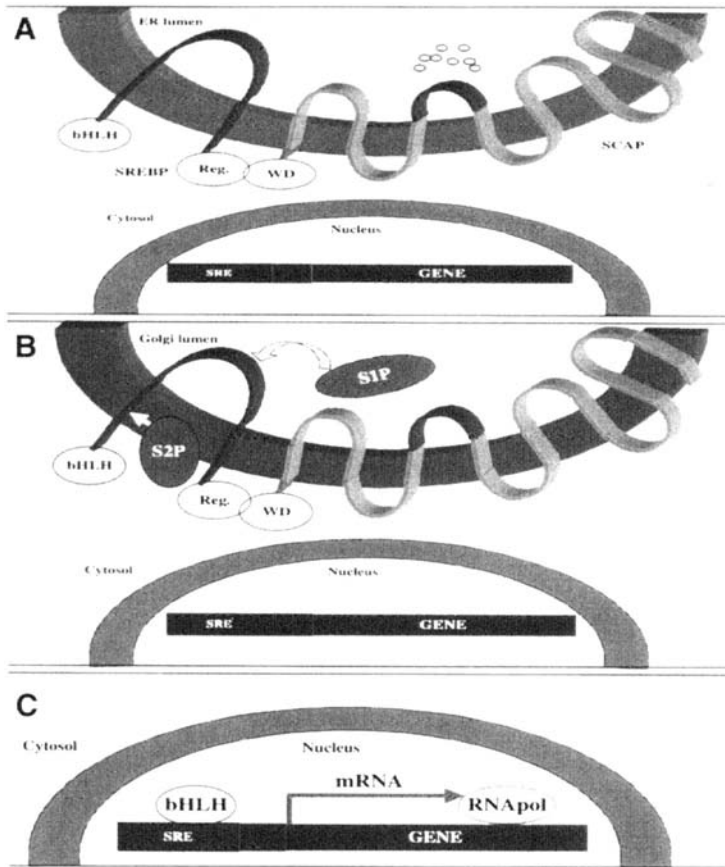 A
ER lumen
bHLH
SREBP
Reg.
WD
SCAP
Cytosol
Nucleus
SRE
GENE
B
Golgi lumen
S1P
S2P
bHLH
Reg.
WD
Cytosol
Nucleus
SRE
GENE
C
Cytosol
Nucleus
mRNA
bHLH
RNApol
SRE
GENE